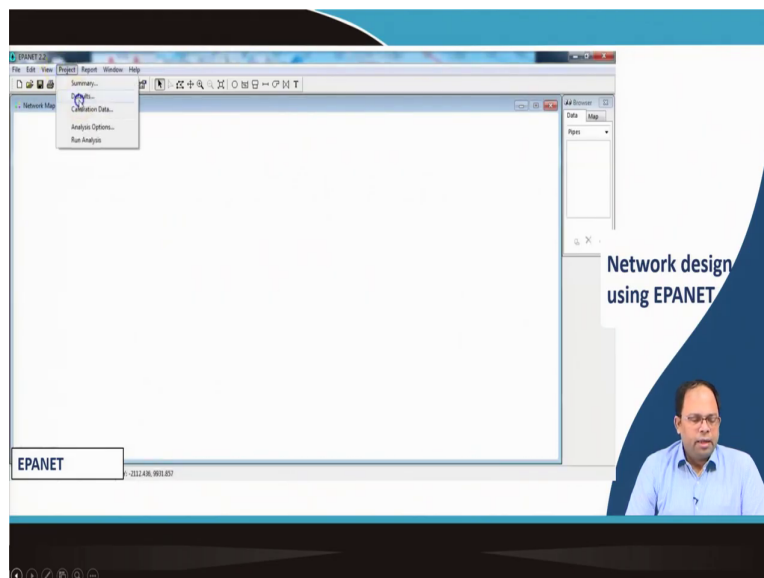 EPANET 2.2
File Edit View Project Report Window Help
Summary...
Defaults...
Calibration Data...
Analysis Options...
Run Analysis
Network Map
T
Browser
Data Map
Pipes
Network design
using EPANET
EPANET
Y: -2112.436, 9931.857